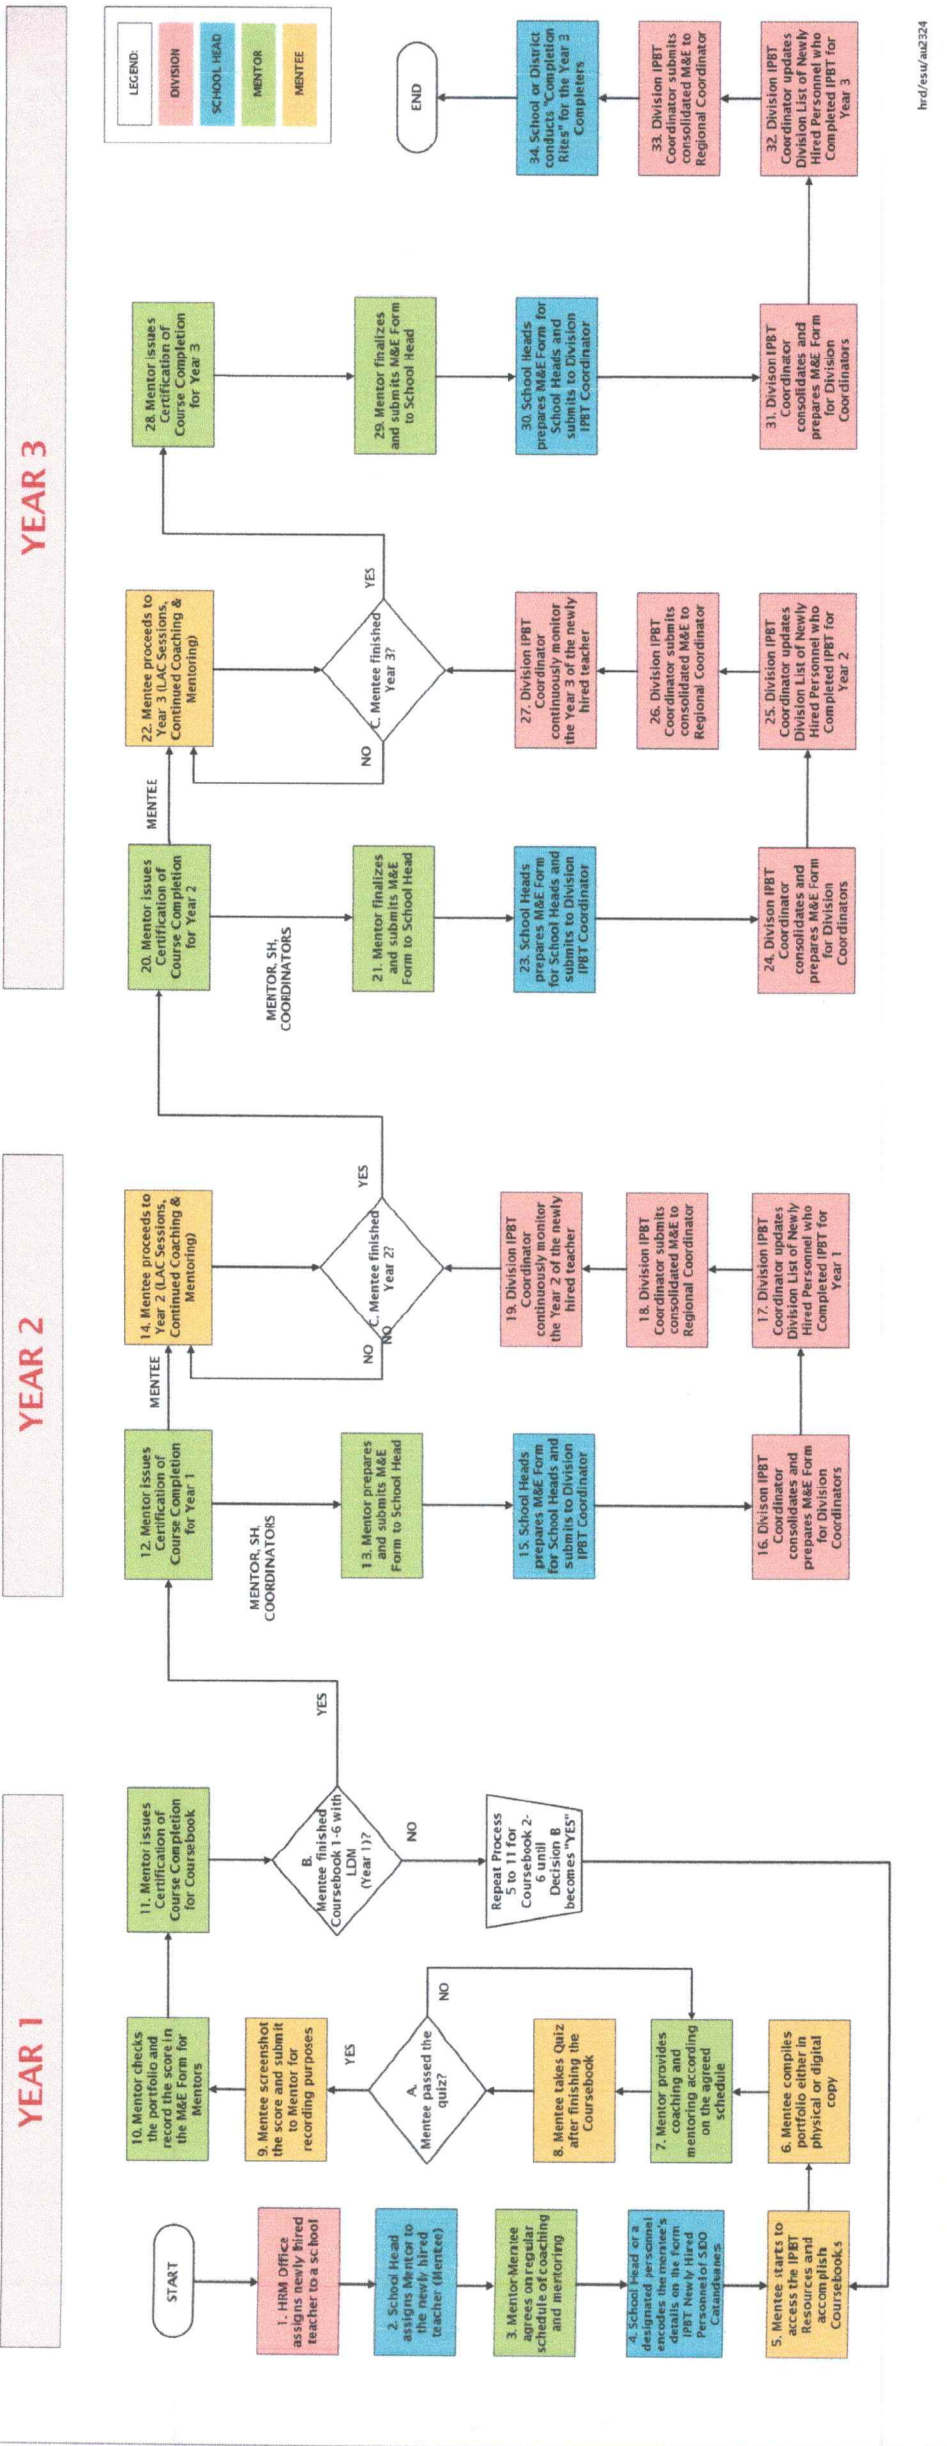 YEAR 1
START
1. HRM Office
assigns newly hired
teacher to a school
2. School Head
assigns Mentor to
the newly hired
teacher (Mentee)
3. Mentor-Mentee
agrees on regular
schedule of coaching
and mentoring
4. School Head or a
designated personnel
encodes the mentee's
details on the form
IPBT Newly Hired
Personnel of SDO
Catanduanes
5. Mentee starts to
access the IPBT
Resources and
accomplish
Coursebooks
6. Mentee compiles
portfolio either in
physical or digital
copy
7. Mentor provides
coaching and
mentoring according
on the agreed
schedule
8. Mentee takes Quiz
after finishing the
Coursebook
A.
Mentee passed the
quiz?
NO
YES
9. Mentee screenshot
the score and submit
to Mentor for
recording purposes
10. Mentor checks
the portfolio and
record the score in
the M&E Form for
Mentors
11. Mentor issues
Certification of
Course Completion
for Coursebook
B.
Mentee finished
Coursebook 1-6 with
LDM
(Year 1)?
NO
YES
Repeat Process
5 to 11 for
Coursebook 2-
6 until
Decision B
becomes "YES"
YEAR 2
12. Mentor issues
Certification of
Course Completion
for Year 1
MENTEE
MENTOR, SH,
COORDINATORS
13. Mentor prepares
and submits M&E
Form to School Head
14. Mentee proceeds to
Year 2 (LAC Sessions,
Continued Coaching &
Mentoring)
15. School Heads
prepares M&E Form
for School Heads and
submits to Division
IPBT Coordinator
16. Divison IPBT
Coordinator
consolidates and
prepares M&E Form
for Division
Coordinators
17. Division IPBT
Coordinator updates
Division List of Newly
Hired Personnel who
Completed IPBT for
Year 1
18. Division IPBT
Coordinator submits
consolidated M&E to
Regional Coordinator
19. Division IPBT
Coordinator
continuously monitor
the Year 2 of the newly
hired teacher
C. Mentee finished
Year 2?
NO
NO
YES
YEAR 3
20. Mentor issues
Certification of
Course Completion
for Year 2
MENTEE
MENTOR, SH,
COORDINATORS
21. Mentor finalizes
and submits M&E
Form to School Head
22. Mentee proceeds to
Year 3 (LAC Sessions,
Continued Coaching &
Mentoring)
23. School Heads
prepares M&E Form
for School Heads and
submits to Division
IPBT Coordinator
24. Divison IPBT
Coordinator
consolidates and
prepares M&E Form
for Division
Coordinators
25. Division IPBT
Coordinator updates
Division List of Newly
Hired Personnel who
Completed IPBT for
Year 2
26. Division IPBT
Coordinator submits
consolidated M&E to
Regional Coordinator
27. Division IPBT
Coordinator
continuously monitor
the Year 3 of the newly
hired teacher
C. Mentee finished
Year 3?
NO
YES
28. Mentor issues
Certification of
Course Completion
for Year 3
29. Mentor finalizes
and submits M&E Form
to School Head
30. School Heads
prepares M&E Form for
School Heads and
submits to Division
IPBT Coordinator
31. Divison IPBT
Coordinator
consolidates and
prepares M&E Form
for Division
Coordinators
32. Division IPBT
Coordinator updates
Division List of Newly
Hired Personnel who
Completed IPBT for
Year 3
33. Division IPBT
Coordinator submits
consolidated M&E to
Regional Coordinator
34. School or District
conducts "Completion
Rites" for the Year 3
Completers
END
LEGEND:
DIVISION
SCHOOL HEAD
MENTOR
MENTEE
hrd/esu/au2324